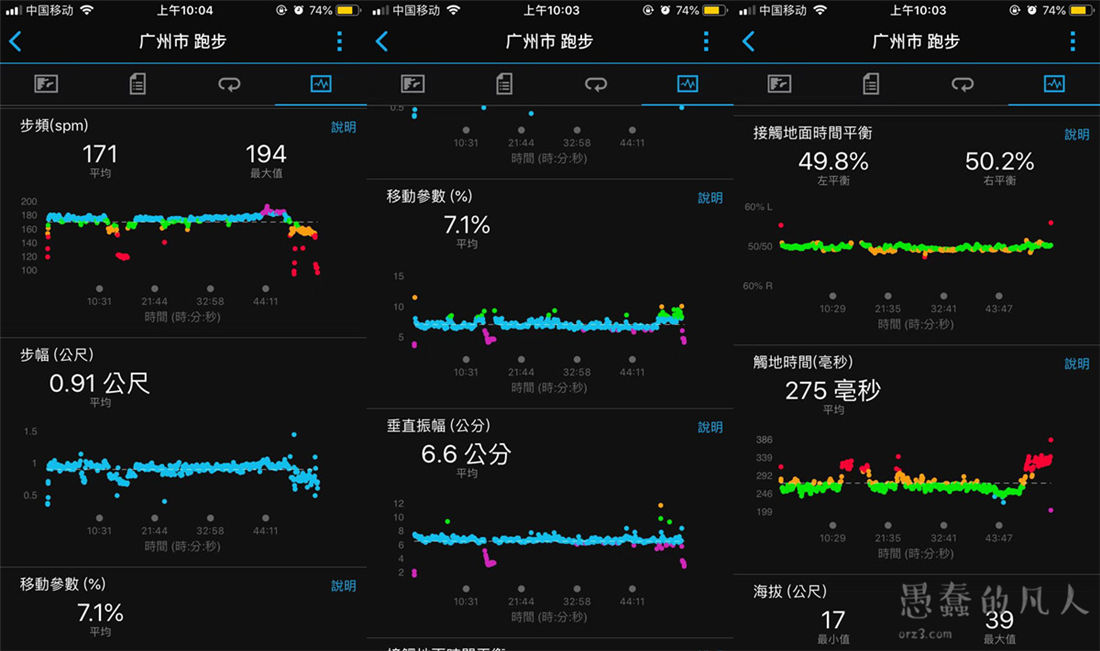 中国移动
上午10:04
74%
广州市 跑步
步頻(spm)
說明
171
194
平均
最大值
200
180
160
140
120
100
10:31
21:44
32:58
44:11
時間 (時:分:秒)
步幅 (公尺)
0.91 公尺
平均
1.5
1
0.5
10:31
21:44
32:58
44:11
時間 (時:分:秒)
移動參數 (%)
說明
7.1%
平均
中国移动
上午10:03
74%
广州市 跑步
0.5
10:31
21:44
32:58
44:11
時間 (時:分:秒)
移動參數 (%)
說明
7.1%
平均
15
10
5
10:31
21:44
32:58
44:11
時間 (時:分:秒)
垂直振幅 (公分)
說明
6.6 公分
平均
12
10
8
6
4
2
10:31
21:44
32:58
44:11
時間 (時:分:秒)
中国移动
上午10:03
74%
广州市 跑步
接觸地面時間平衡
說明
49.8%
50.2%
左平衡
右平衡
60% L
50/50
60% R
10:29
21:35
32:41
43:47
時間 (時:分:秒)
觸地時間(毫秒)
說明
275 毫秒
平均
386
339
292
246
199
10:29
21:35
32:41
43:47
時間 (時:分:秒)
海拔 (公尺)
17
39
最小值
最大值
愚蠢的凡人
orz3.com